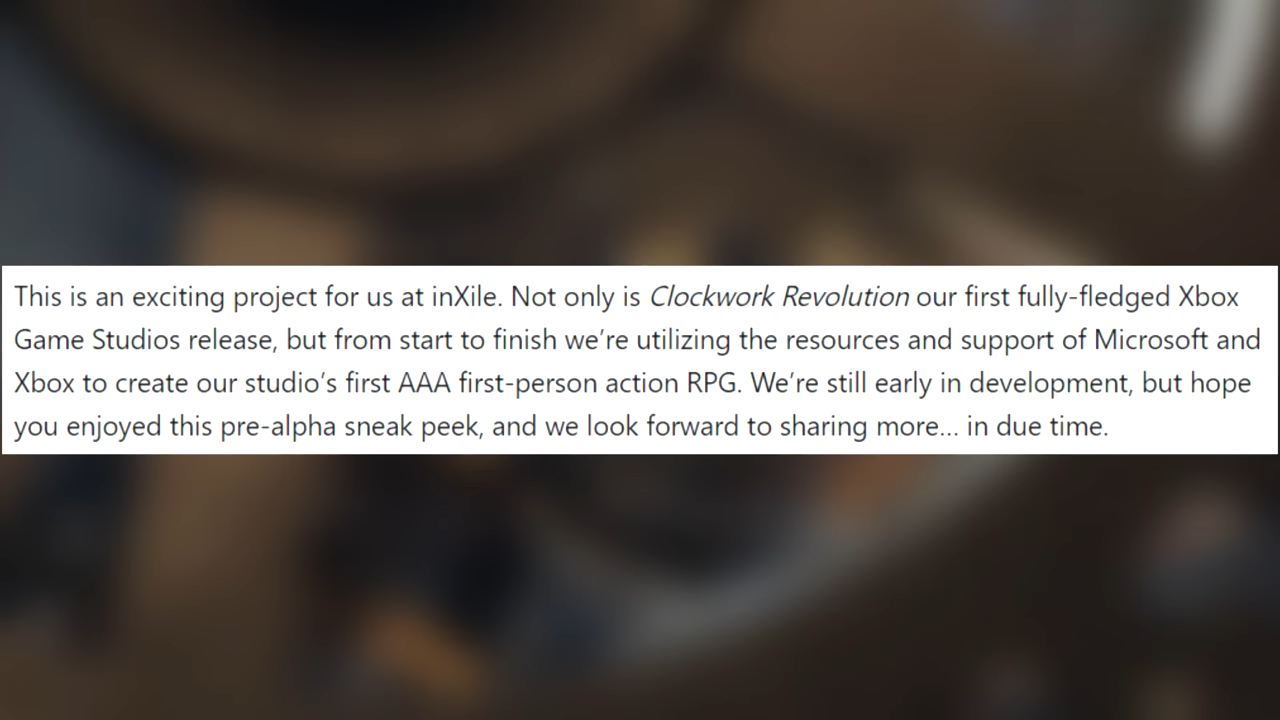 This is an exciting project for us at inXile. Not only is Clockwork Revolution our first fully-fledged Xbox
Game Studios release, but from start to finish we’re utilizing the resources and support of Microsoft and
Xbox to create our studio’s first AAA first-person action RPG. We’re still early in development, but hope
you enjoyed this pre-alpha sneak peek, and we look forward to sharing more... in due time.